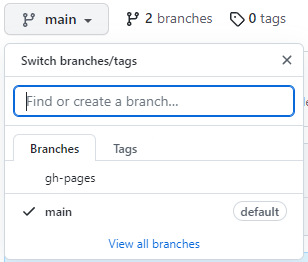 main 2 branches 0 tags
Switch branches/tags
Find or create a branch...
Branches Tags
gh-pages
main default
View all branches